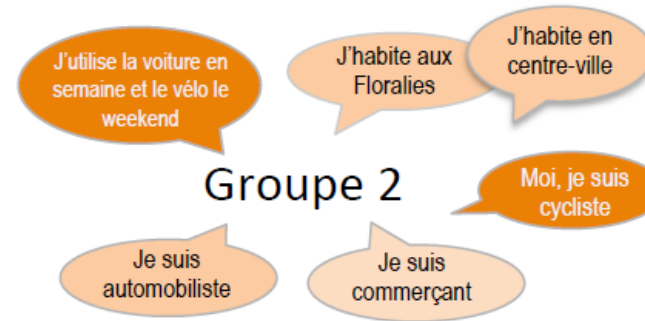 J'utilise la voiture en
semaine et le vélo le
weekend
J'habite aux
Floralies
J'habite en
centre-ville
Groupe 2
Moi, je suis
cycliste
Je suis
automobiliste
Je suis
commerçant